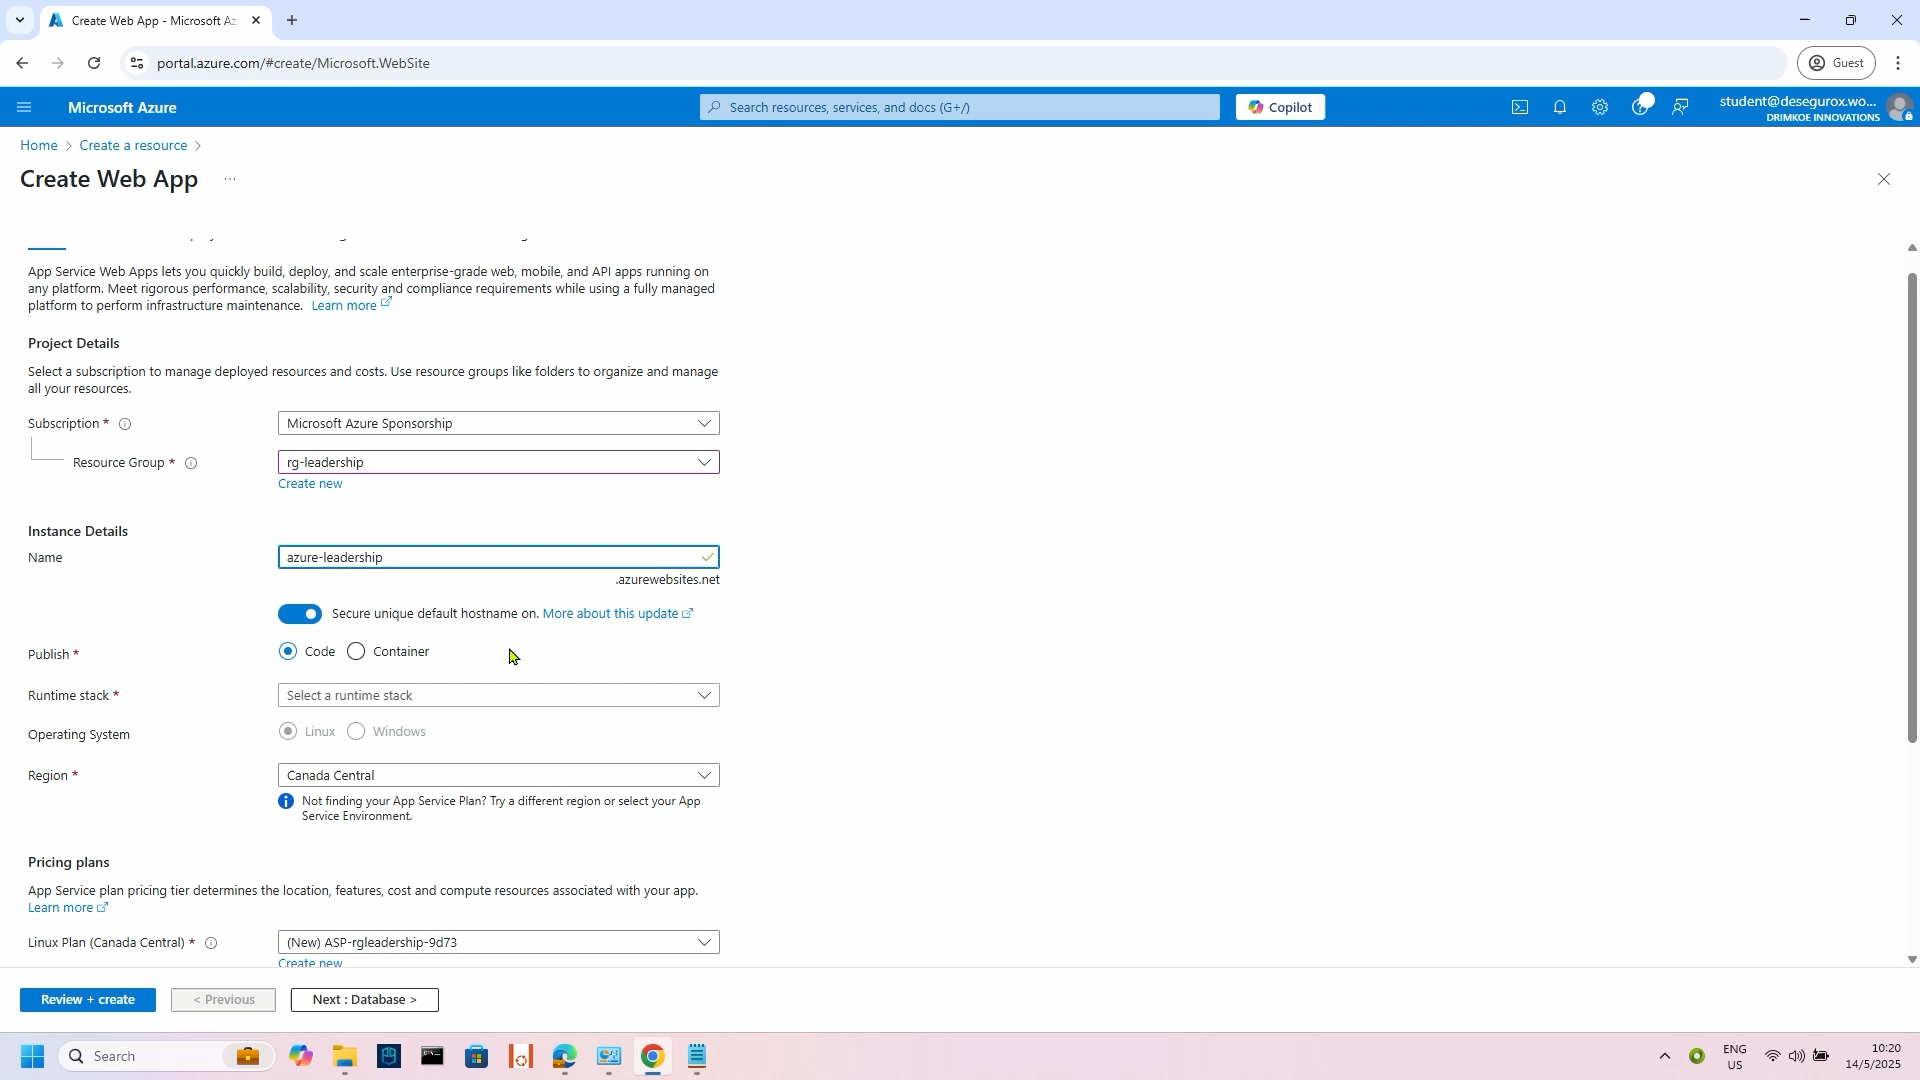 Create Web App - Microsoft Az
portal.azure.com/#create/Microsoft.WebSite
Guest
Microsoft Azure
Search resources, services, and docs (G+/)
Copilot
student@desegurox.wo...
DRIMKOE INNOVATIONS
Home > Create a resource >
Create Web App ...
App Service Web Apps lets you quickly build, deploy, and scale enterprise-grade web, mobile, and API apps running on
any platform. Meet rigorous performance, scalability, security and compliance requirements while using a fully managed
platform to perform infrastructure maintenance. Learn more
Project Details
Select a subscription to manage deployed resources and costs. Use resource groups like folders to organize and manage
all your resources.
Subscription *
Microsoft Azure Sponsorship
Resource Group *
rg-leadership
Create new
Instance Details
Name
azure-leadership
.azurewebsites.net
Secure unique default hostname on. More about this update
Publish *
Code
Container
Runtime stack *
Select a runtime stack
Operating System
Linux
Windows
Region *
Canada Central
Not finding your App Service Plan? Try a different region or select your App
Service Environment.
Pricing plans
App Service plan pricing tier determines the location, features, cost and compute resources associated with your app.
Learn more
Linux Plan (Canada Central) *
(New) ASP-rgleadership-9d73
Create new
Review + create
< Previous
Next : Database >
Search
ENG
US
10:20
14/5/2025